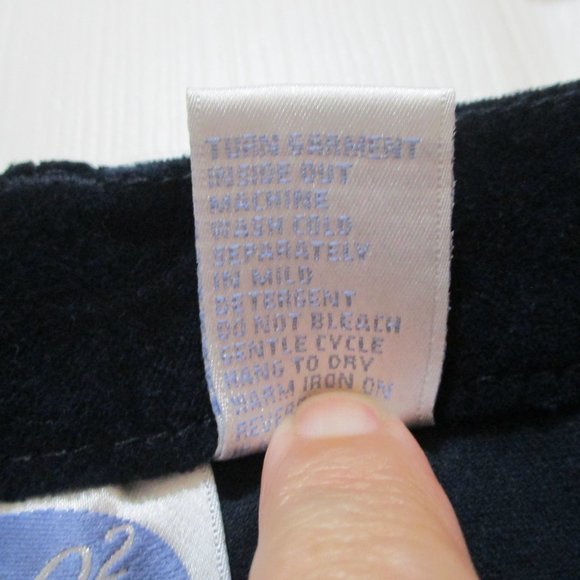 TURN GARMENT
INSIDE OUT
MACHINE
WASH COLD
SEPARATELY
IN MILD
DETERGENT
DO NOT BLEACH
GENTLE CYCLE
HANG TO DRY
WARM IRON ON
2